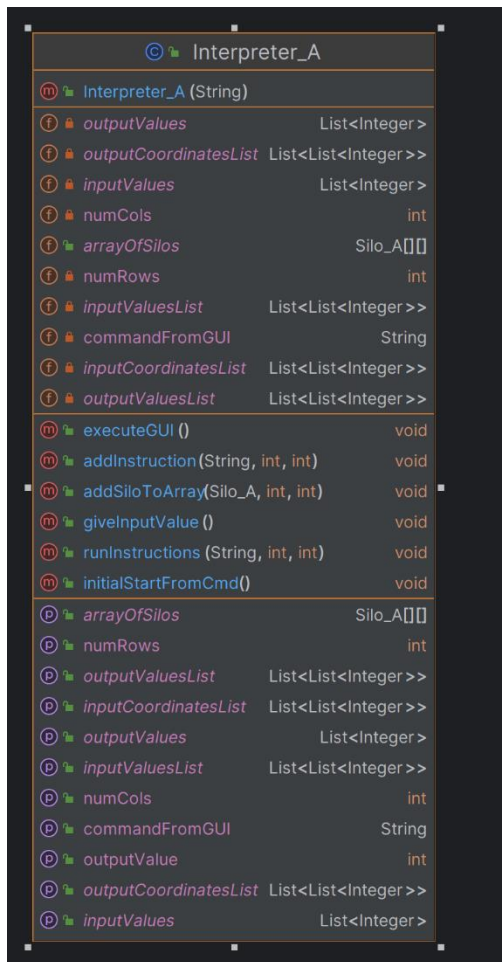 Interpreter_A
Interpreter_A (String)
outputValues List<Integer>
outputCoordinatesList List<List<Integer>>
inputValues List<Integer>
numCols int
arrayOfSilos Silo_A[][]
numRows int
inputValuesList List<List<Integer>>
commandFromGUI String
inputCoordinatesList List<List<Integer>>
outputValuesList List<List<Integer>>
executeGUI () void
addInstruction (String, int, int) void
addSiloToArray(Silo_A, int, int) void
giveInputValue () void
runInstructions (String, int, int) void
initialStartFromCmd() void
arrayOfSilos Silo_A[][]
numRows int
outputValuesList List<List<Integer>>
inputCoordinatesList List<List<Integer>>
outputValues List<Integer>
inputValuesList List<List<Integer>>
numCols int
commandFromGUI String
outputValue int
outputCoordinatesList List<List<Integer>>
inputValues List<Integer>